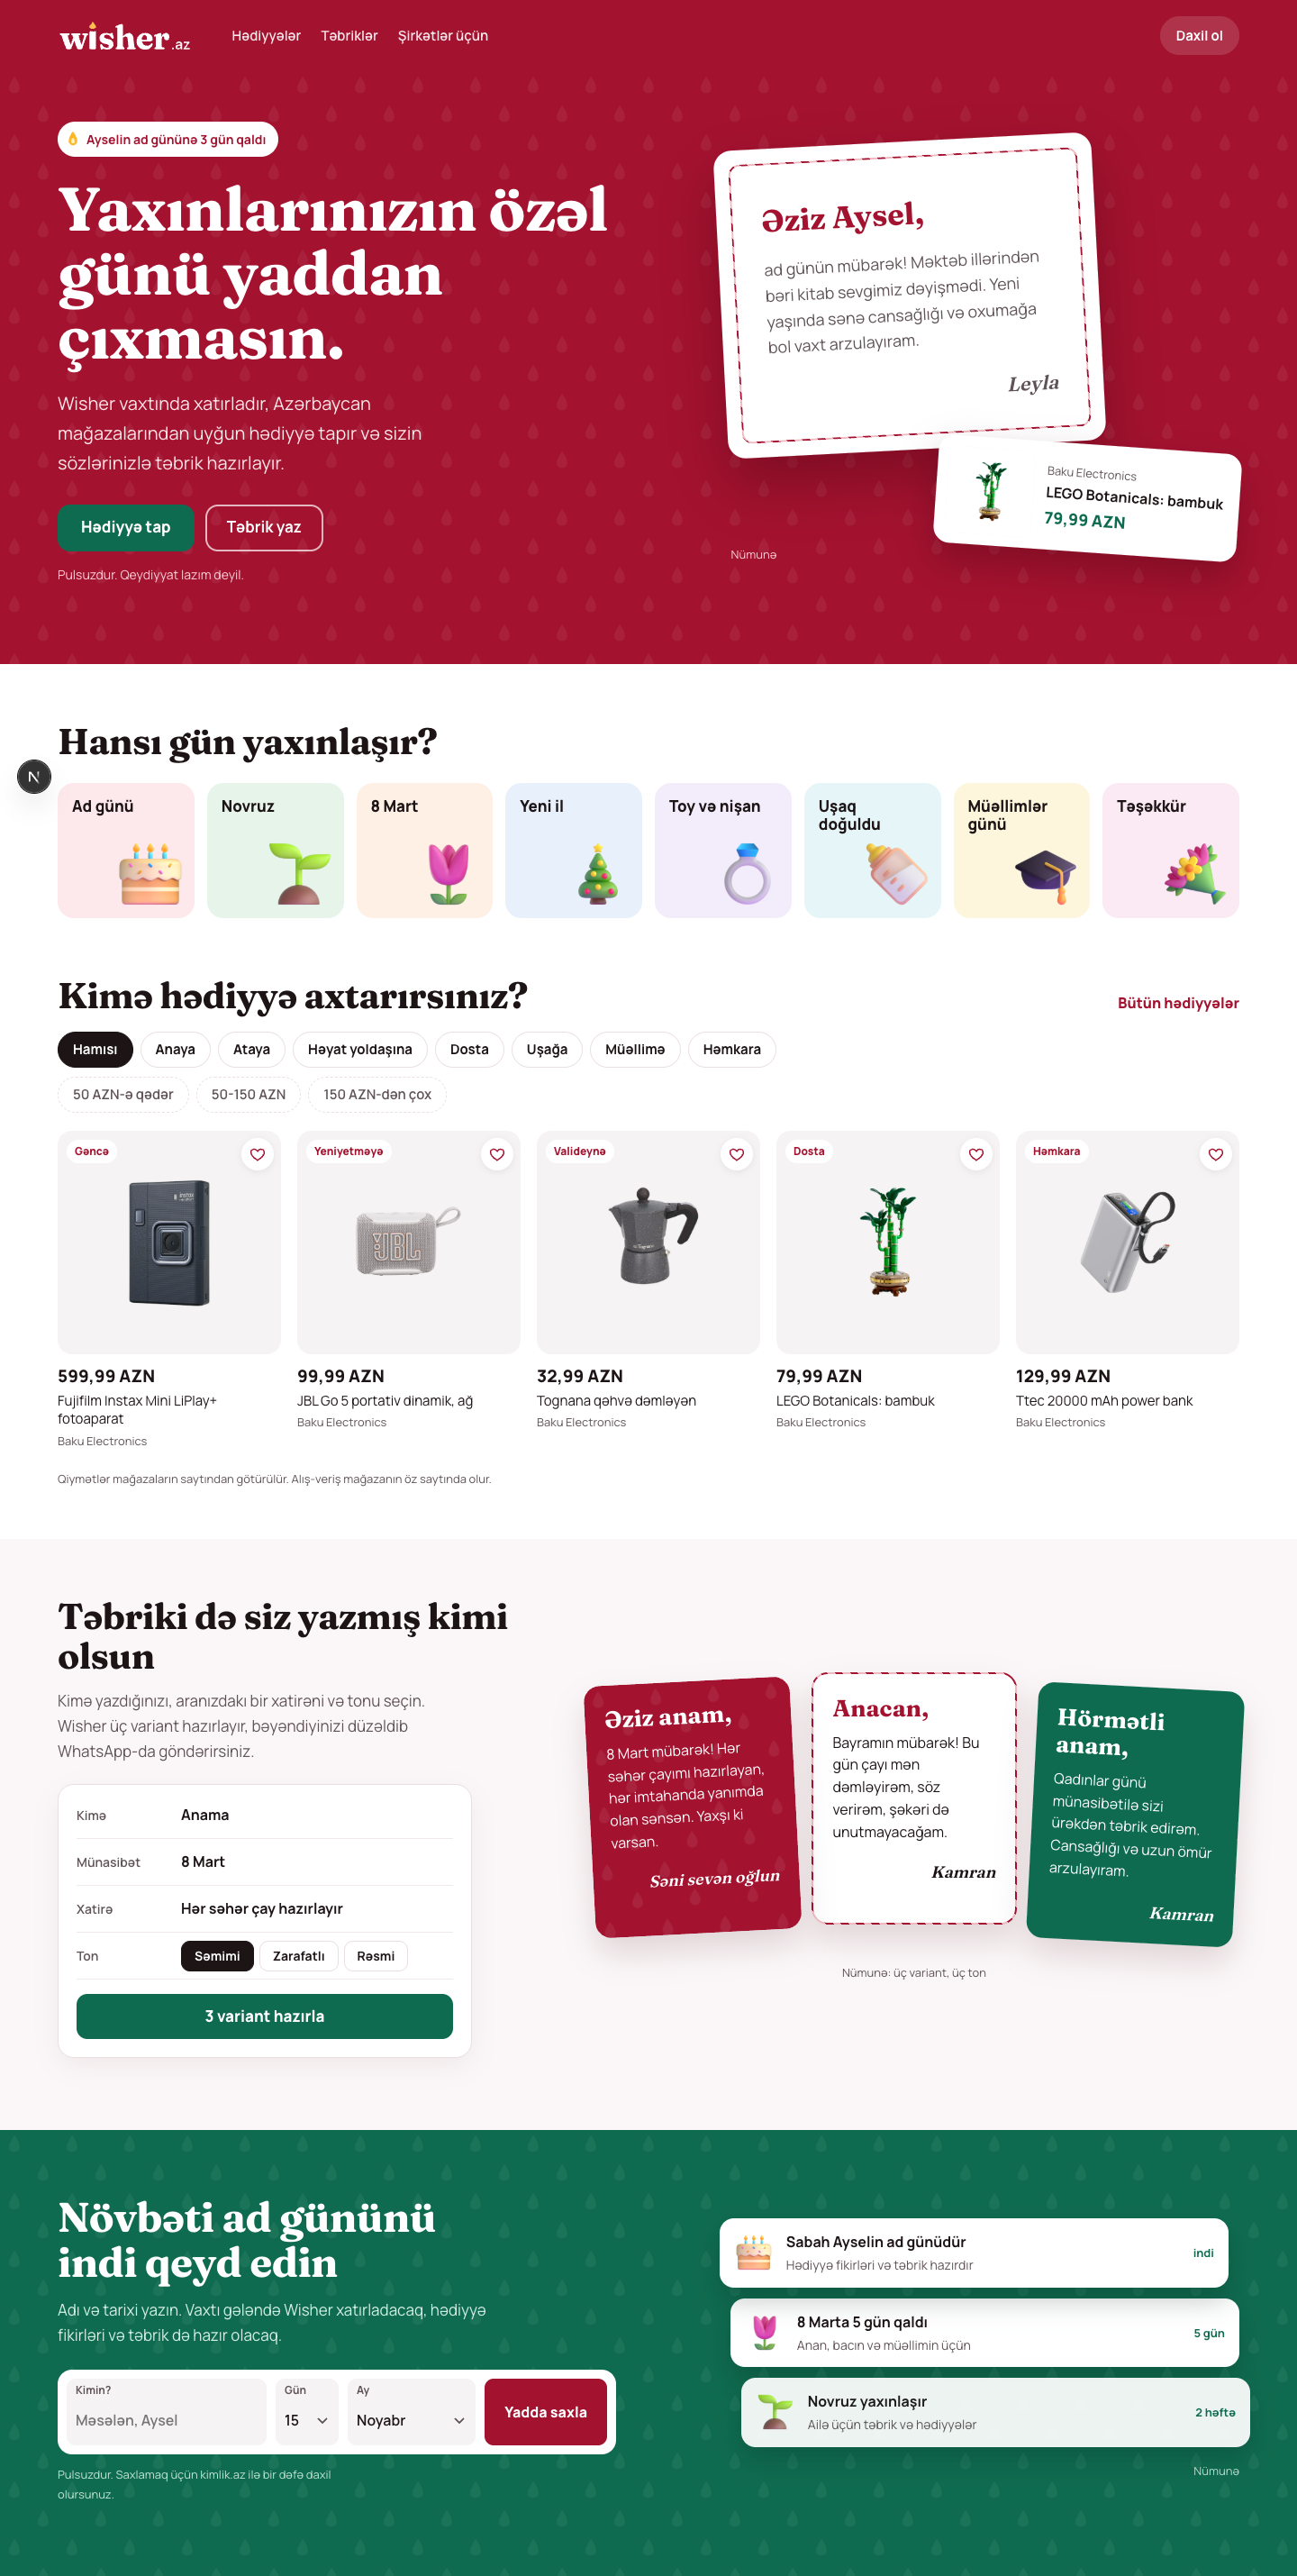 wisher.az
Hədiyyələr
Təbriklər
Şirkətlər üçün
Daxil ol
Ayselin ad gününə 3 gün qaldı
Yaxınlarınızın özəl
günü yaddan
çıxmasın.
Wisher vaxtında xatırladır, Azərbaycan
mağazalarından uyğun hədiyyə tapır və sizin
sözlərinizlə təbrik hazırlayır.
Hədiyyə tap
Təbrik yaz
Pulsuzdur. Qeydiyyat lazım deyil.
Əziz Aysel,
ad günün mübarək! Məktəb illərindən
bəri kitab sevgimiz dəyişmədi. Yeni
yaşında sənə cansağlığı və oxumağa
bol vaxt arzulayıram.
Leyla
Baku Electronics
LEGO Botanicals: bambuk
79,99 AZN
Nümunə
Hansı gün yaxınlaşır?
Ad günü
Novruz
8 Mart
Yeni il
Toy və nişan
Uşaq
doğuldu
Müəllimlər
günü
Təşəkkür
Kimə hədiyyə axtarırsınız?
Bütün hədiyyələr
Hamısı
Anaya
Ataya
Həyat yoldaşına
Dosta
Uşağa
Müəllimə
Həmkara
50 AZN-ə qədər
50-150 AZN
150 AZN-dən çox
Gəncə
Yeniyetməyə
Valideynə
Dosta
Həmkara
JBL
599,99 AZN
Fujifilm Instax Mini LiPlay+
fotoaparat
Baku Electronics
99,99 AZN
JBL Go 5 portativ dinamik, ağ
Baku Electronics
32,99 AZN
Tognana qəhvə dəmləyən
Baku Electronics
79,99 AZN
LEGO Botanicals: bambuk
Baku Electronics
129,99 AZN
Ttec 20000 mAh power bank
Baku Electronics
Qiymətlər mağazaların saytından götürülür. Alış-veriş mağazanın öz saytında olur.
Təbriki də siz yazmış kimi
olsun
Kimə yazdığınızı, aranızdakı bir xatirəni və tonu seçin.
Wisher üç variant hazırlayır, bəyəndiyinizi düzəldib
WhatsApp-da göndərirsiniz.
Kimə
Anama
Münasibət
8 Mart
Xatirə
Hər səhər çay hazırlayır
Ton
Səmimi
Zarafatlı
Rəsmi
3 variant hazırla
Əziz anam,
8 Mart mübarək! Hər
səhər çayımı hazırlayan,
hər imtahanda yanımda
olan sənsən. Yaxşı ki
varsan.
Səni sevən oğlun
Anacan,
Bayramın mübarək! Bu
gün çayı mən
dəmləyirəm, söz
verirəm, şəkəri də
unutmayacağam.
Kamran
Hörmətli
anam,
Qadınlar günü
münasibətilə sizi
ürəkdən təbrik edirəm.
Cansağlığı və uzun ömür
arzulayıram.
Kamran
Nümunə: üç variant, üç ton
Növbəti ad gününü
indi qeyd edin
Adı və tarixi yazın. Vaxtı gələndə Wisher xatırladacaq, hədiyyə
fikirləri və təbrik də hazır olacaq.
Kimin?
Məsələn, Aysel
Gün
15
Ay
Noyabr
Yadda saxla
Pulsuzdur. Saxlamaq üçün kimlik.az ilə bir dəfə daxil
olursunuz.
Sabah Ayselin ad günüdür
Hədiyyə fikirləri və təbrik hazırdır
indi
8 Marta 5 gün qaldı
Anan, bacın və müəllimin üçün
5 gün
Novruz yaxınlaşır
Ailə üçün təbrik və hədiyyələr
2 həftə
Nümunə